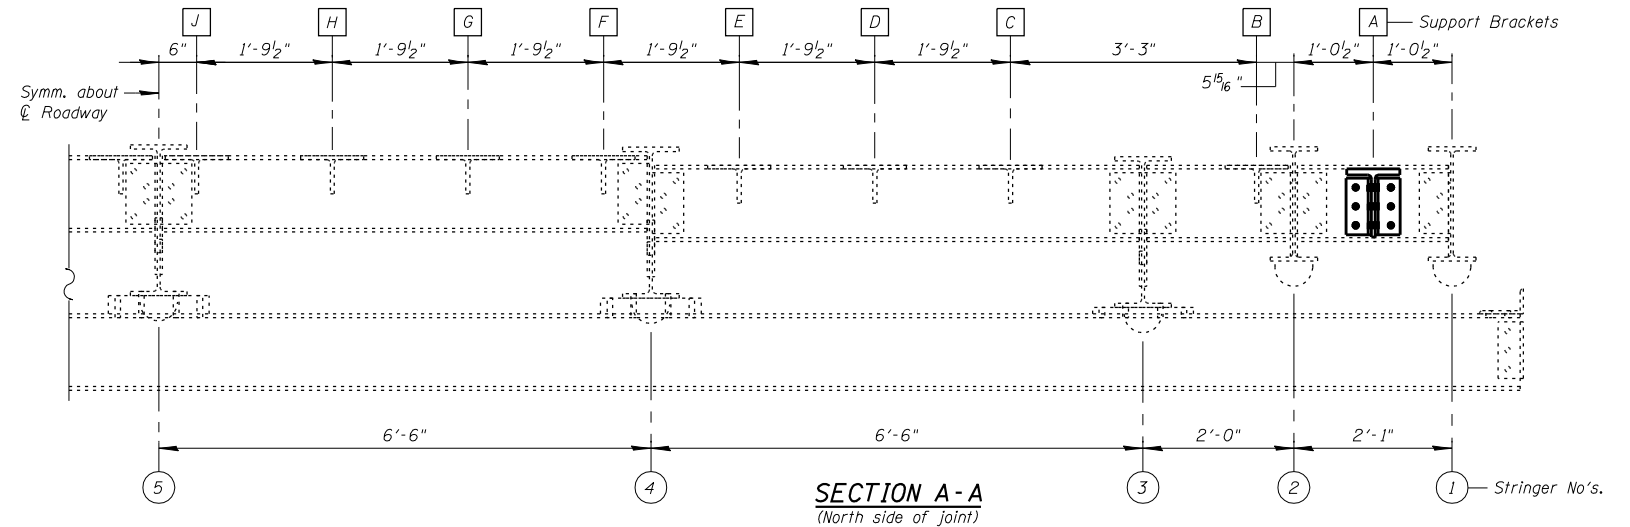 J H G F E D C B A Support Brackets
6" 1'-9½" 1'-9½" 1'-9½" 1'-9½" 1'-9½" 1'-9½" 3'-3" 1'-0½" 1'-0½"
5 15/16"
Symm. about
℄ Roadway
6'-6" 6'-6" 2'-0" 2'-1"
5 4 3 2 1 Stringer No's.
SECTION A-A
(North side of joint)